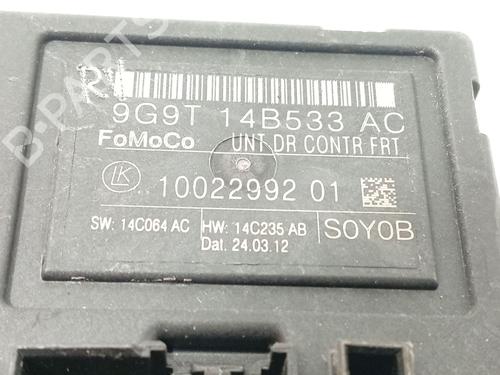 B-PARTS
9G9T 14B533 AC
FoMoCo UNT DR CONTR FRT
LK 10022992 01
SW: 14C064 AC HW: 14C235 AB SOYOB
Dat. 24.03.12